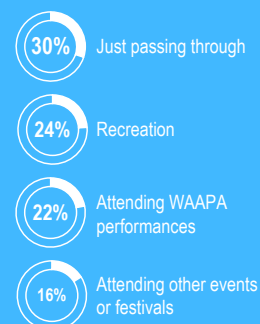 30% Just passing through
24% Recreation
22% Attending WAAPA
performances
16% Attending other events
or festivals